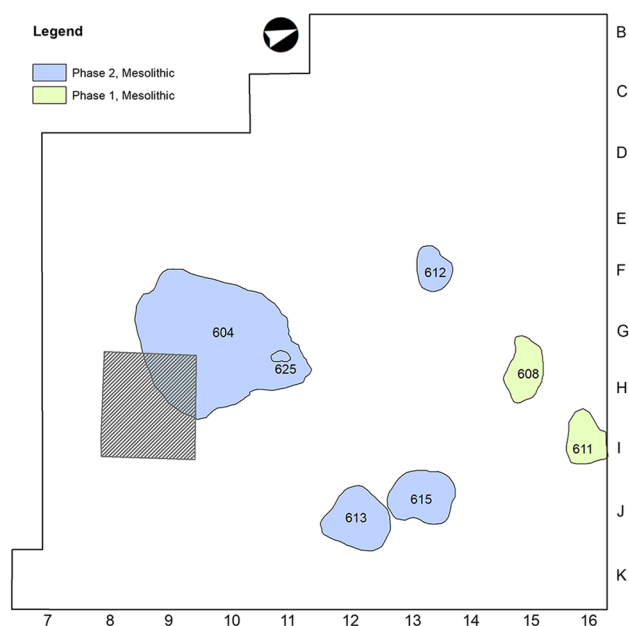 Legend
Phase 2, Mesolithic
Phase 1, Mesolithic
B
C
D
E
F
G
H
I
J
K
612
604
625
608
611
615
613
7 8 9 10 11 12 13 14 15 16